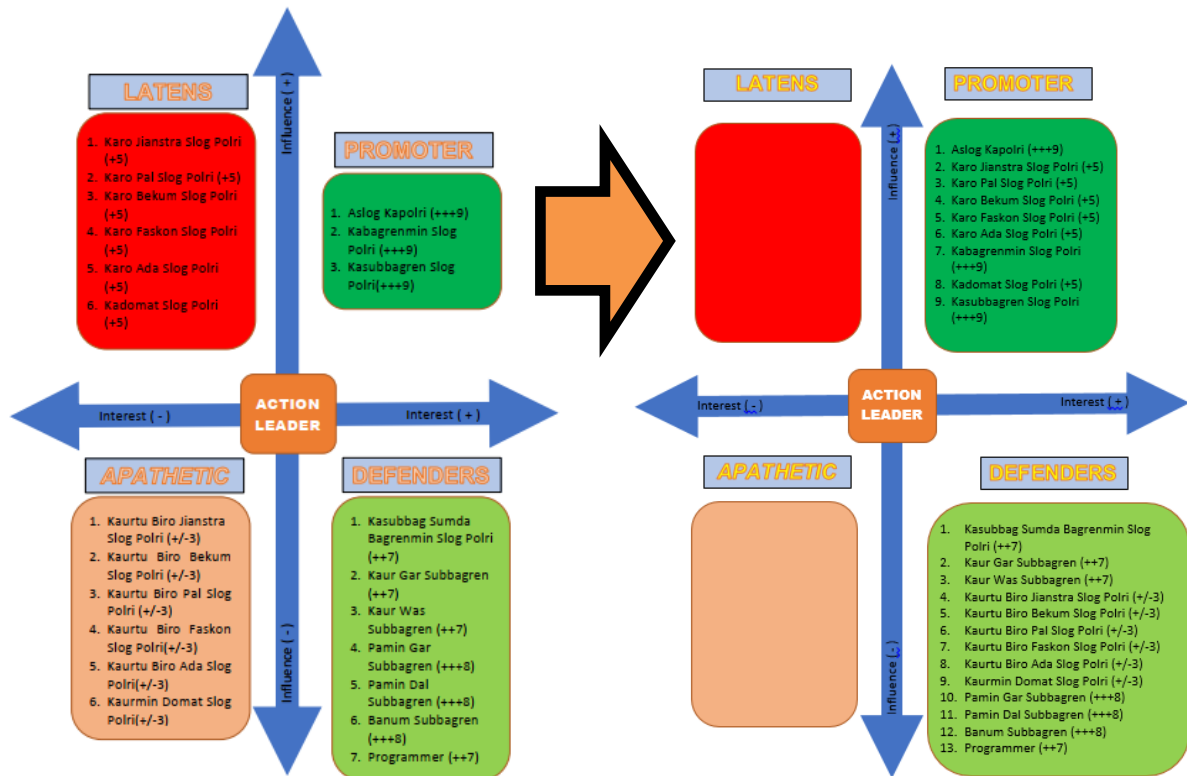 LATENS
1. Karo Jianstra Slog Polri
(+5)
2. Karo Pal Slog Polri (+5)
3. Karo Bekum Slog Polri
(+5)
4. Karo Faskon Slog Polri
(+5)
5. Karo Ada Slog Polri
(+5)
6. Kadomat Slog Polri
(+5)
Influence ( + )
PROMOTER
1. Aslog Kapolri (+++9)
2. Kabagrenmin Slog
Polri (+++9)
3. Kasubbagren Slog
Polri(+++9)
Interest ( - )
ACTION
LEADER
Interest ( + )
APATHETIC
1. Kaurtu Biro Jianstra
Slog Polri (+/-3)
2. Kaurtu Biro Bekum
Slog Polri (+/-3)
3. Kaurtu Biro Pal Slog
Polri (+/-3)
4. Kaurtu Biro Faskon
Slog Polri(+/-3)
5. Kaurtu Biro Ada Slog
Polri(+/-3)
6. Kaurmin Domat Slog
Polri(+/-3)
Influence ( - )
DEFENDERS
1. Kasubbag Sumda
Bagrenmin Slog Polri
(++7)
2. Kaur Gar Subbagren
(++7)
3. Kaur Was
Subbagren (++7)
4. Pamin Gar
Subbagren (+++8)
5. Pamin Dal
Subbagren (+++8)
6. Banum Subbagren
(+++8)
7. Programmer (++7)
LATENS
Influence ( + )
PROMOTER
1. Aslog Kapolri (+++9)
2. Karo Jianstra Slog Polri (+5)
3. Karo Pal Slog Polri (+5)
4. Karo Bekum Slog Polri (+5)
5. Karo Faskon Slog Polri (+5)
6. Karo Ada Slog Polri (+5)
7. Kabagrenmin Slog Polri
(+++9)
8. Kadomat Slog Polri (+5)
9. Kasubbagren Slog Polri
(+++9)
Interest ( - )
ACTION
LEADER
Interest ( + )
APATHETIC
Influence ( - )
DEFENDERS
1. Kasubbag Sumda Bagrenmin Slog
Polri (++7)
2. Kaur Gar Subbagren (++7)
3. Kaur Was Subbagren (++7)
4. Kaurtu Biro Jianstra Slog Polri (+/-3)
5. Kaurtu Biro Bekum Slog Polri (+/-3)
6. Kaurtu Biro Pal Slog Polri (+/-3)
7. Kaurtu Biro Faskon Slog Polri (+/-3)
8. Kaurtu Biro Ada Slog Polri (+/-3)
9. Kaurmin Domat Slog Polri (+/-3)
10. Pamin Gar Subbagren (+++8)
11. Pamin Dal Subbagren (+++8)
12. Banum Subbagren (+++8)
13. Programmer (++7)